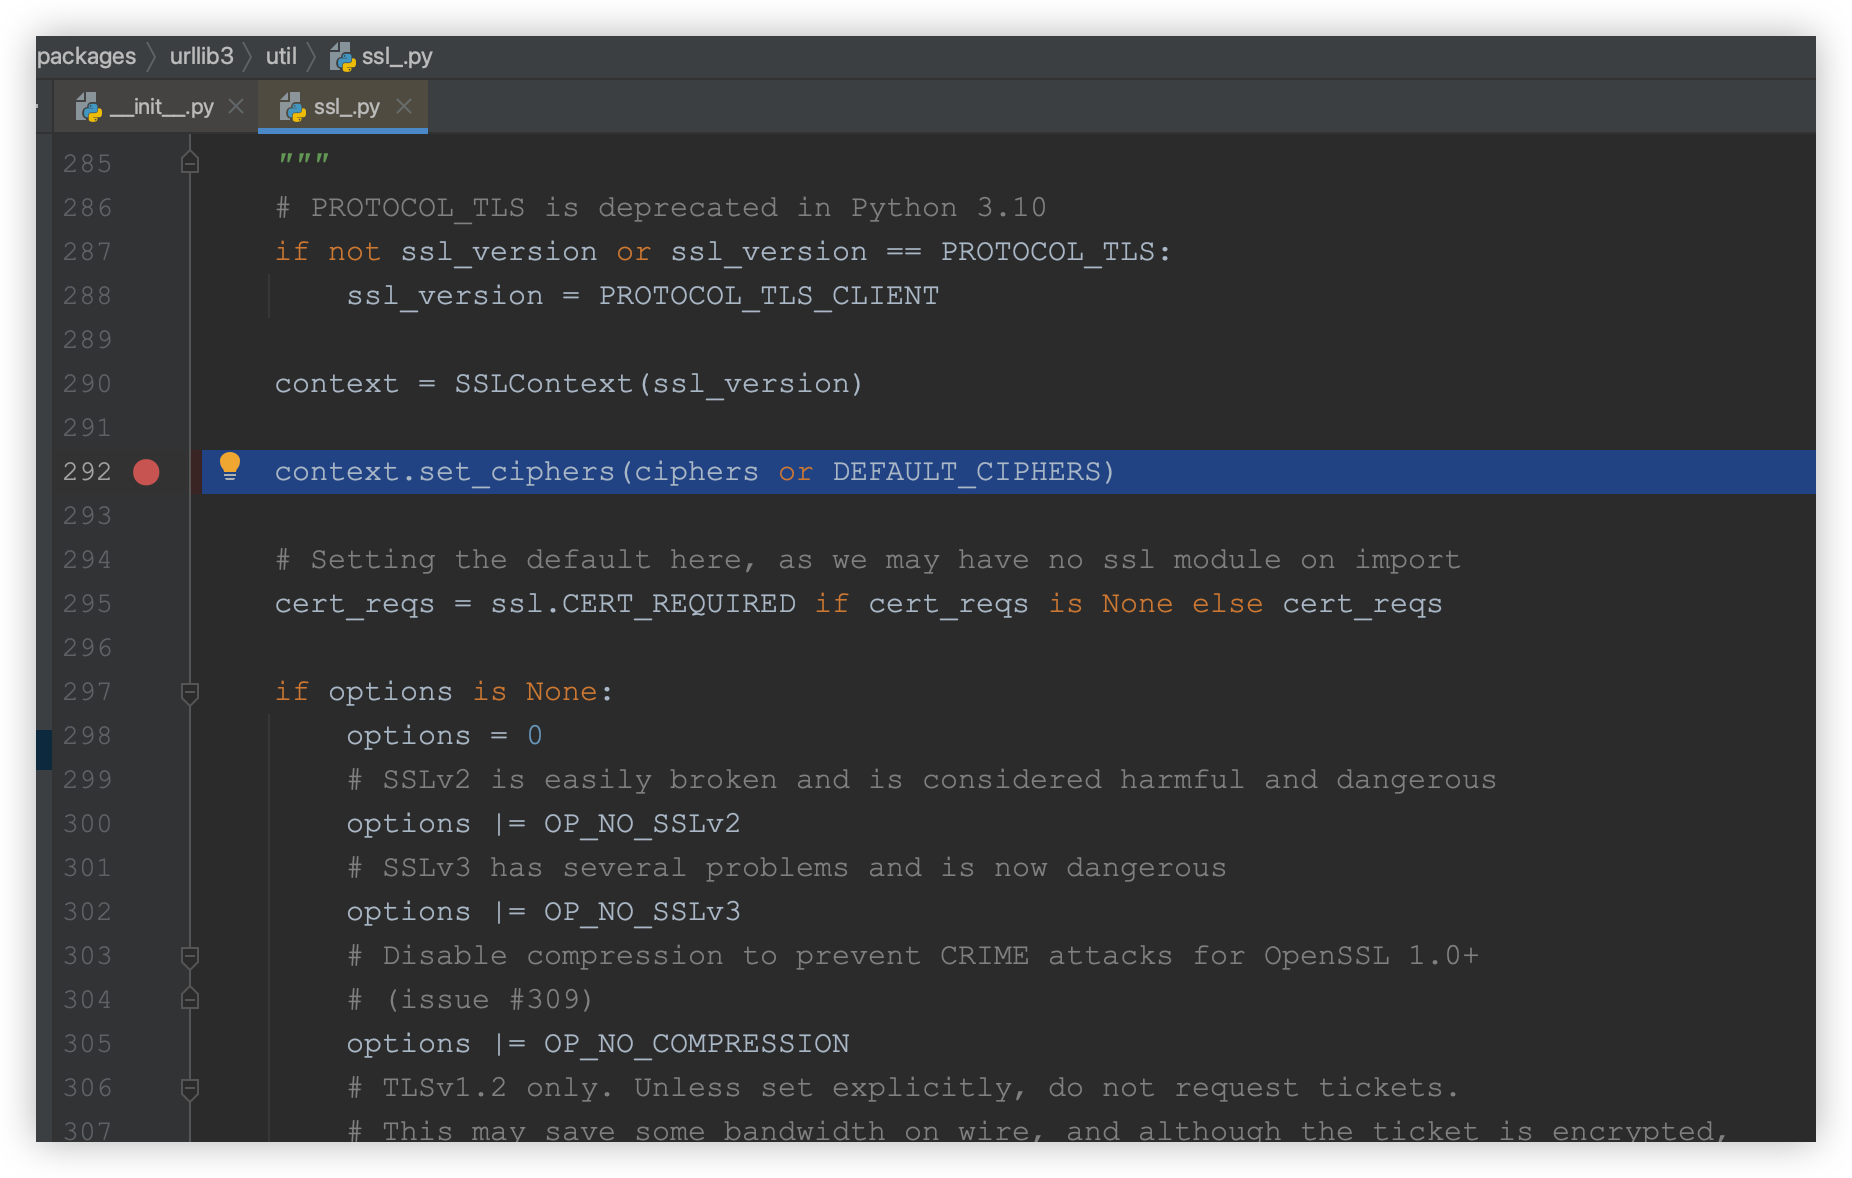 packages urllib3 util ssl_.py
__init__.py ssl_.py
285 """
286 # PROTOCOL_TLS is deprecated in Python 3.10
287 if not ssl_version or ssl_version == PROTOCOL_TLS:
288 ssl_version = PROTOCOL_TLS_CLIENT
289
290 context = SSLContext(ssl_version)
291
292 context.set_ciphers(ciphers or DEFAULT_CIPHERS)
293
294 # Setting the default here, as we may have no ssl module on import
295 cert_reqs = ssl.CERT_REQUIRED if cert_reqs is None else cert_reqs
296
297 if options is None:
298 options = 0
299 # SSLv2 is easily broken and is considered harmful and dangerous
300 options |= OP_NO_SSLv2
301 # SSLv3 has several problems and is now dangerous
302 options |= OP_NO_SSLv3
303 # Disable compression to prevent CRIME attacks for OpenSSL 1.0+
304 # (issue #309)
305 options |= OP_NO_COMPRESSION
306 # TLSv1.2 only. Unless set explicitly, do not request tickets.
307 # This may save some bandwidth on wire, and although the ticket is encrypted,